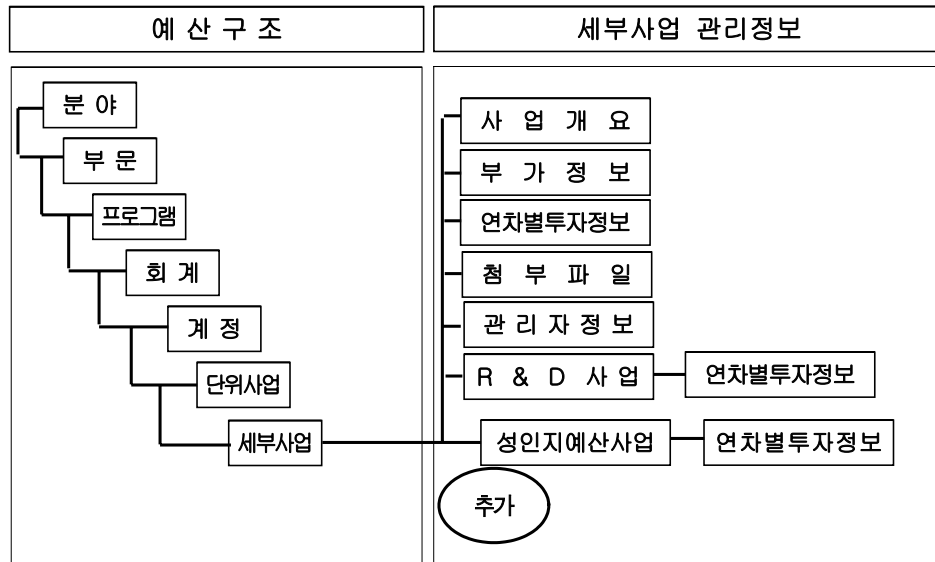 예 산 구 조
분 야
부 문
프로그램
회 계
계 정
단위사업
세부사업
세부사업 관리정보
사 업 개 요
부 가 정 보
연차별투자정보
첨 부 파 일
관 리 자 정 보
R & D 사 업
연차별투자정보
성인지예산사업
연차별투자정보
추가